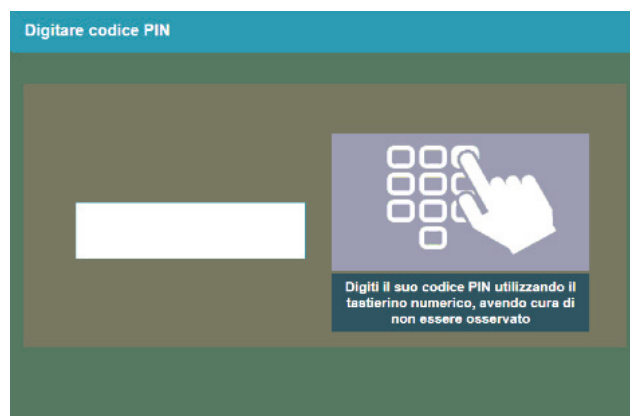 Digitare codice PIN
Digiti il suo codice PIN utilizzando il
tastierino numerico, avendo cura di
non essere osservato